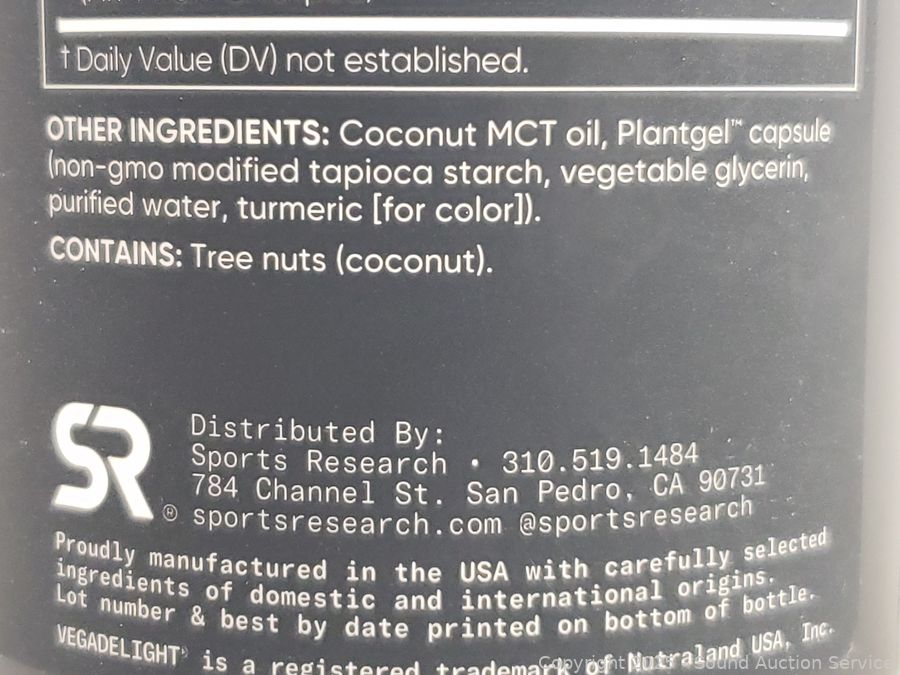 † Daily Value (DV) not established.
OTHER INGREDIENTS: Coconut MCT oil, Plantgel™ capsule
(non-gmo modified tapioca starch, vegetable glycerin,
purified water, turmeric [for color]).
CONTAINS: Tree nuts (coconut).
SR®
Distributed By:
Sports Research • 310.519.1484
784 Channel St. San Pedro, CA 90731
sportsresearch.com @sportsresearch
Proudly manufactured in the USA with carefully selected
ingredients of domestic and international origins.
Lot number & best by date printed on bottom of bottle.
VEGADELIGHT® is a registered trademark of Nutraland USA, Inc.
Sound Auction Service